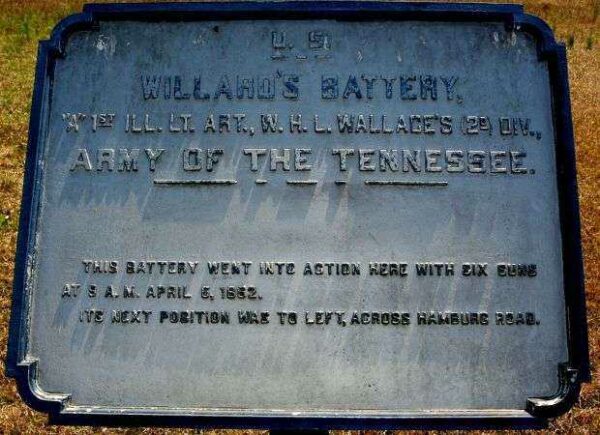 U. S.
WILLARD'S BATTERY,
"A" 1ST ILL. LT. ART., W. H. L. WALLACE'S (2D) DIV.,
ARMY OF THE TENNESSEE.
THIS BATTERY WENT INTO ACTION HERE WITH SIX GUNS
AT 9 A.M. APRIL 6, 1862.
ITS NEXT POSITION WAS TO LEFT, ACROSS HAMBURG ROAD.